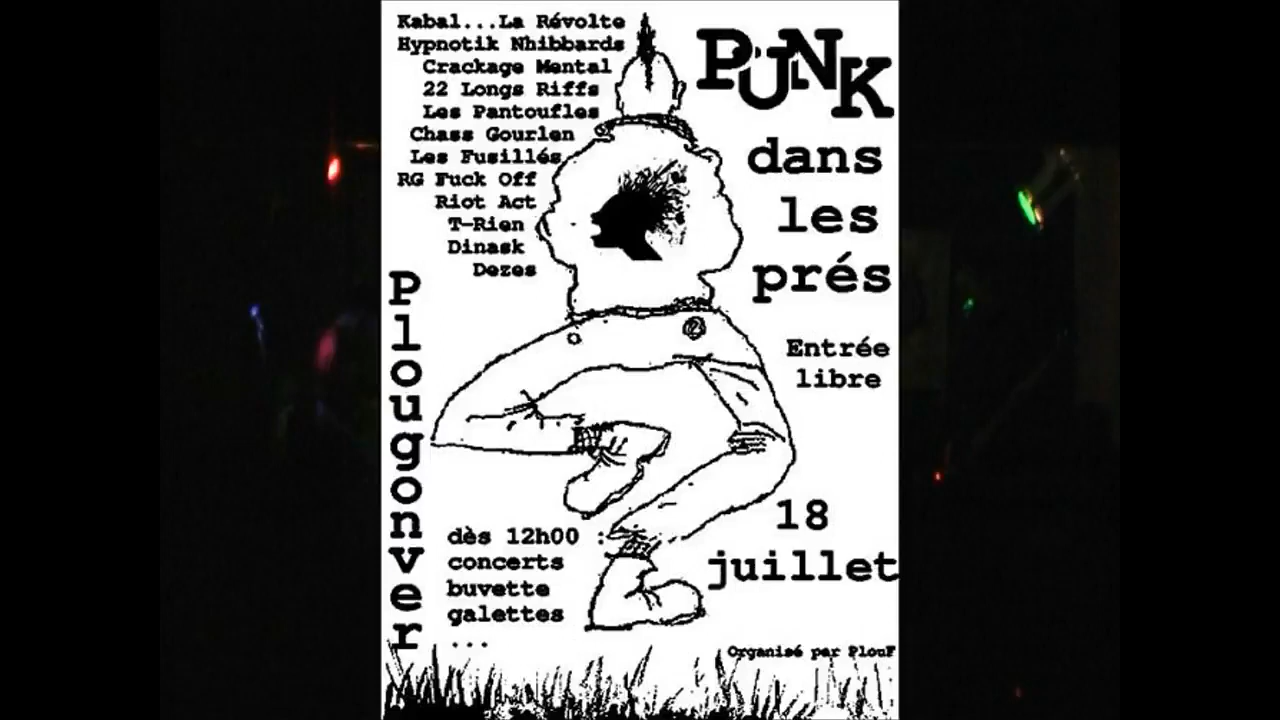 Kabal...La Révolte
Hypnotik Nhibbards
Crackage Mental
22 Longs Riffs
Les Pantoufles
Chass Gourlen
Les Fusillés
RG Fuck Off
Riot Act
T-Rien
Dinask
Dezes
PUNK
dans
les
prés
Entrée
libre
Plougonver
dès 12h00 :
concerts
buvette
galettes
...
18
juillet
Organisé par PlouF